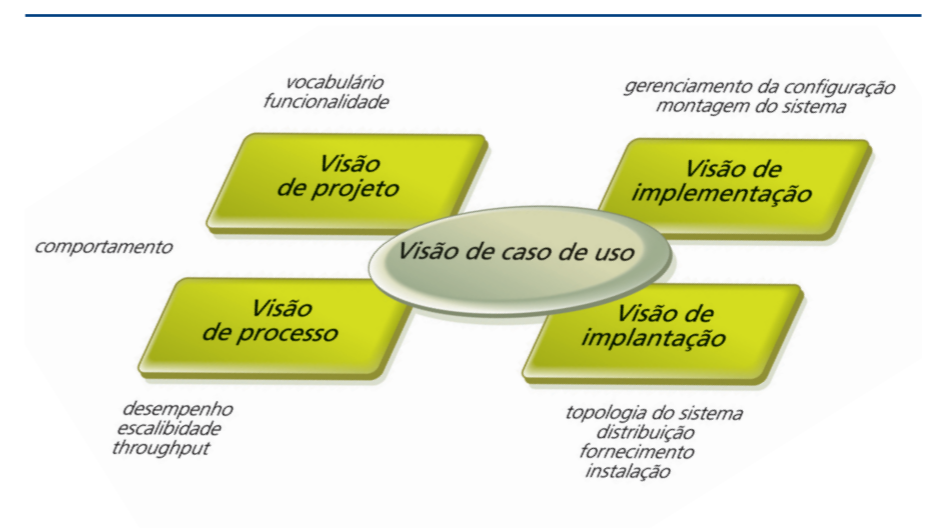 vocabulário
funcionalidade
gerenciamento da configuração
montagem do sistema
Visão
de projeto
Visão de
implementação
comportamento
Visão de caso de uso
Visão
de processo
Visão de
implantação
desempenho
escalibidade
throughput
topologia do sistema
distribuição
fornecimento
instalação